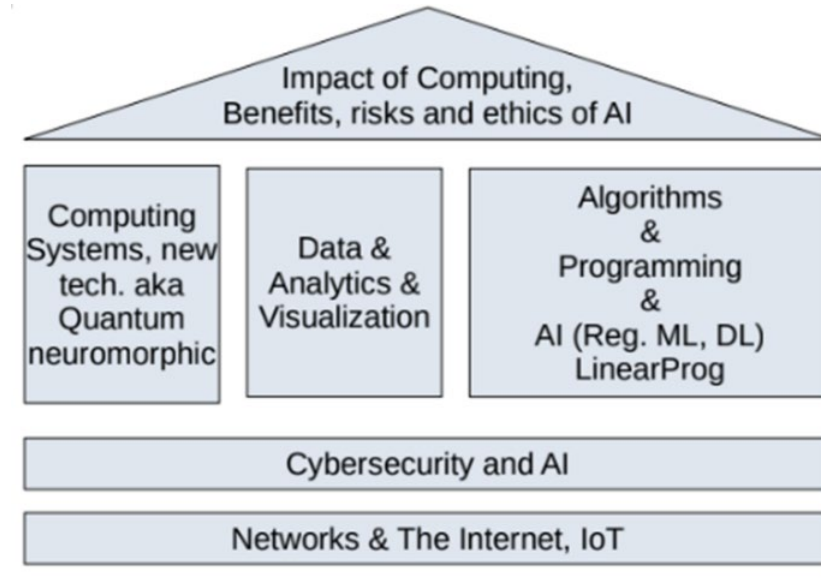 Impact of Computing,
Benefits, risks and ethics of AI
Computing
Systems, new
tech. aka
Quantum
neuromorphic
Data &
Analytics &
Visualization
Algorithms
&
Programming
&
AI (Reg. ML, DL)
LinearProg
Cybersecurity and AI
Networks & The Internet, IoT